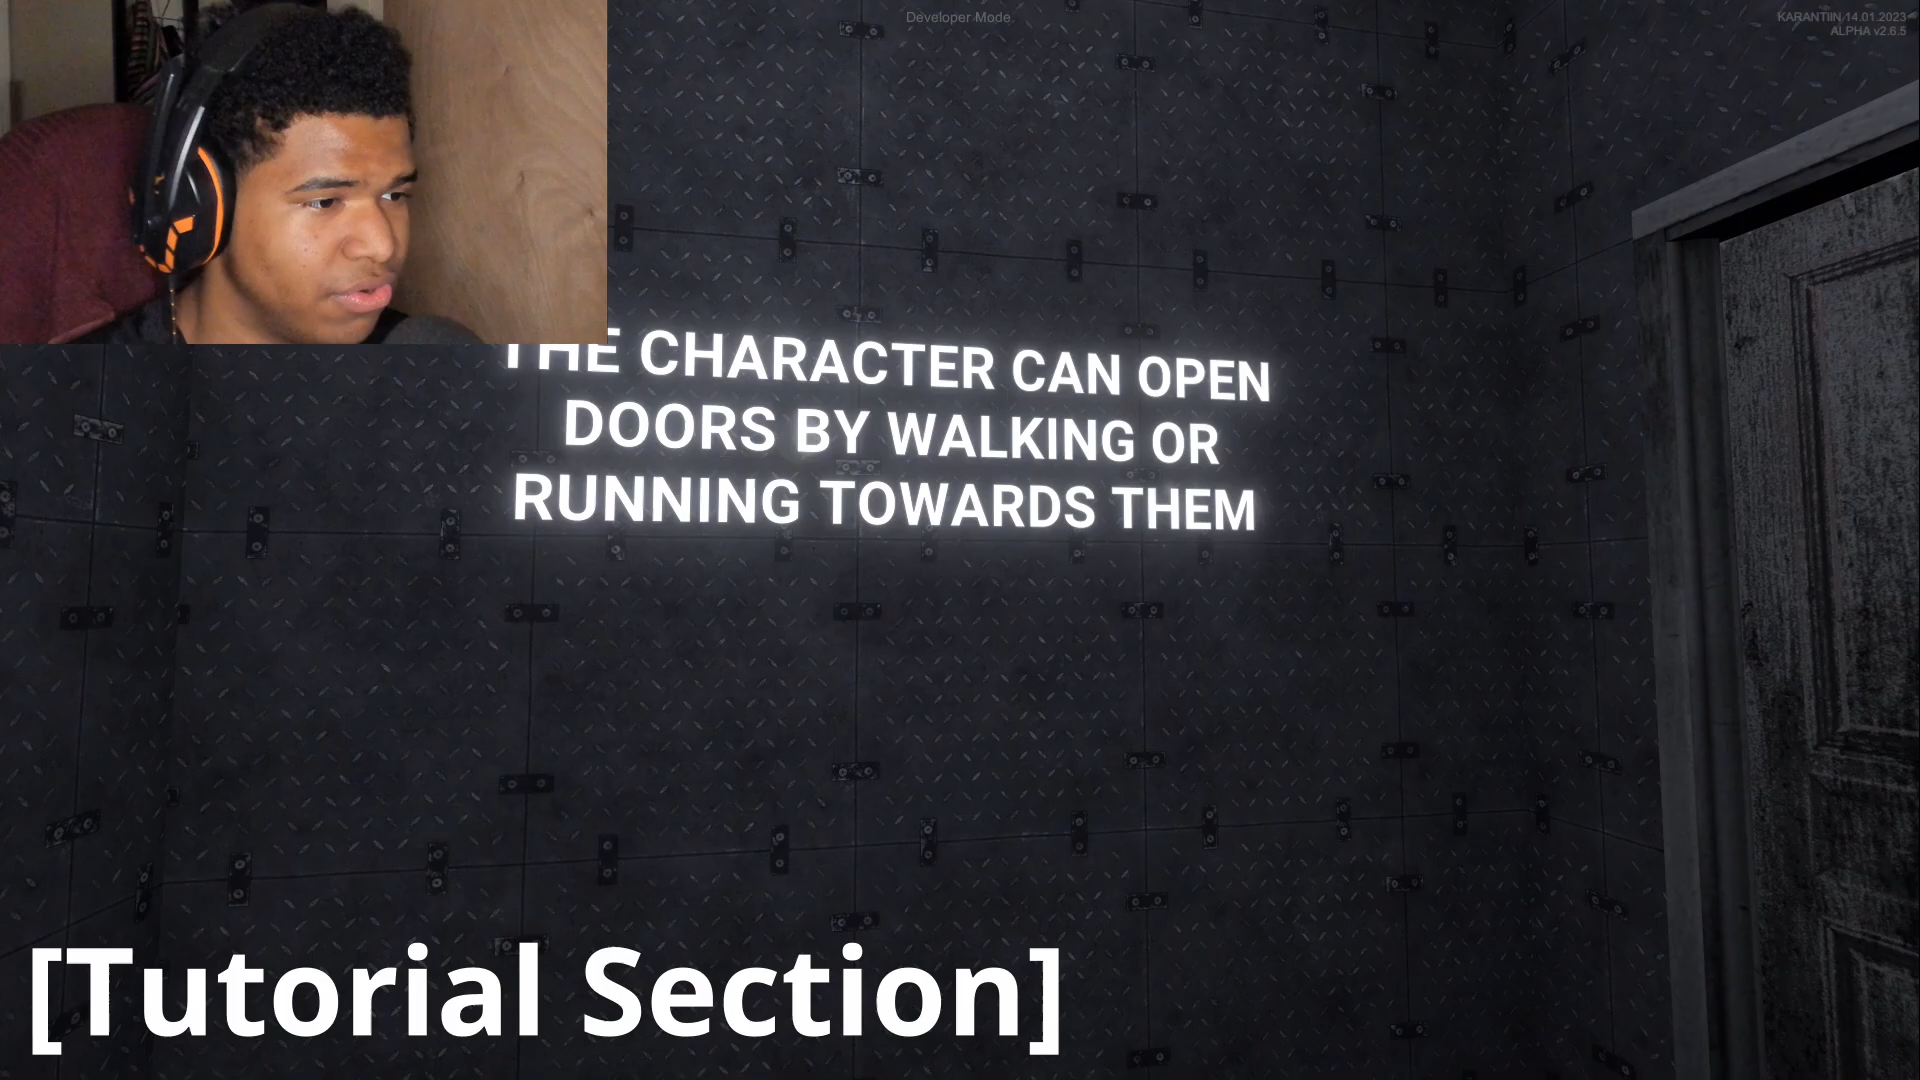 Developer Mode
KARANTIIN 14.01.2023
ALPHA v2.6.5
THE CHARACTER CAN OPEN
DOORS BY WALKING OR
RUNNING TOWARDS THEM
[Tutorial Section]